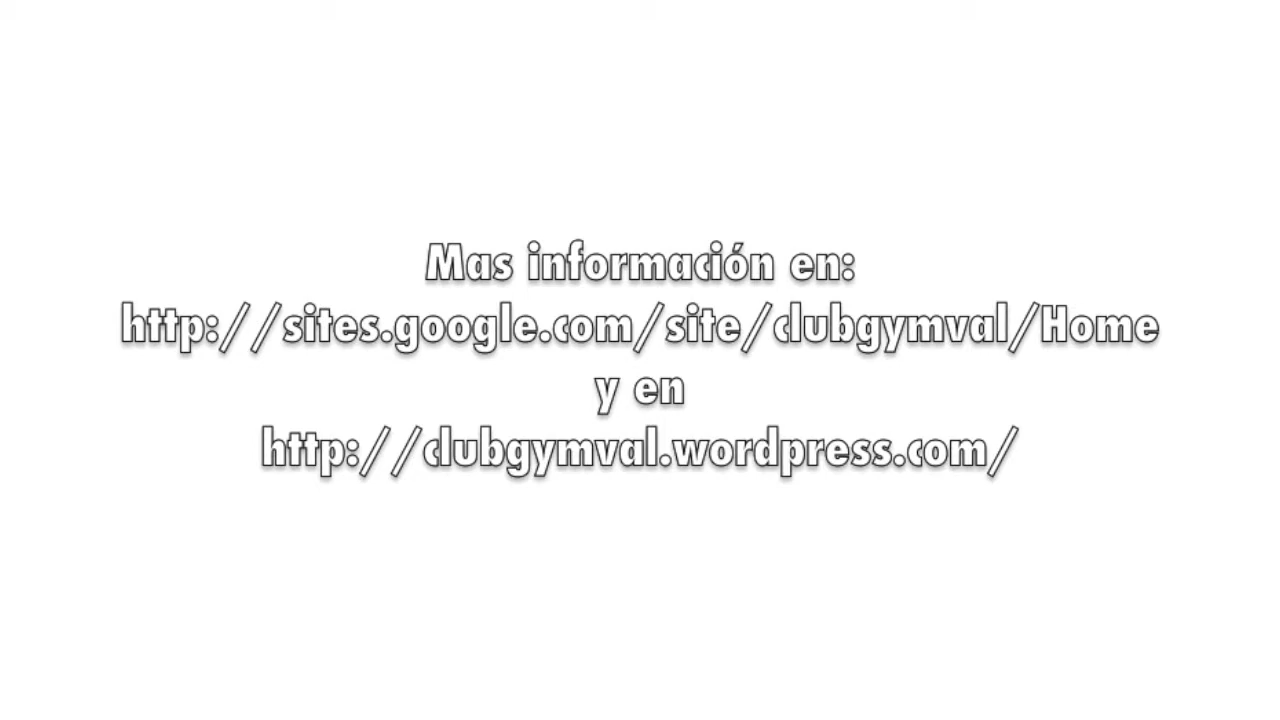 Mas información en:
http://sites.google.com/site/clubgymval/Home
y en
http://clubgymval.wordpress.com/